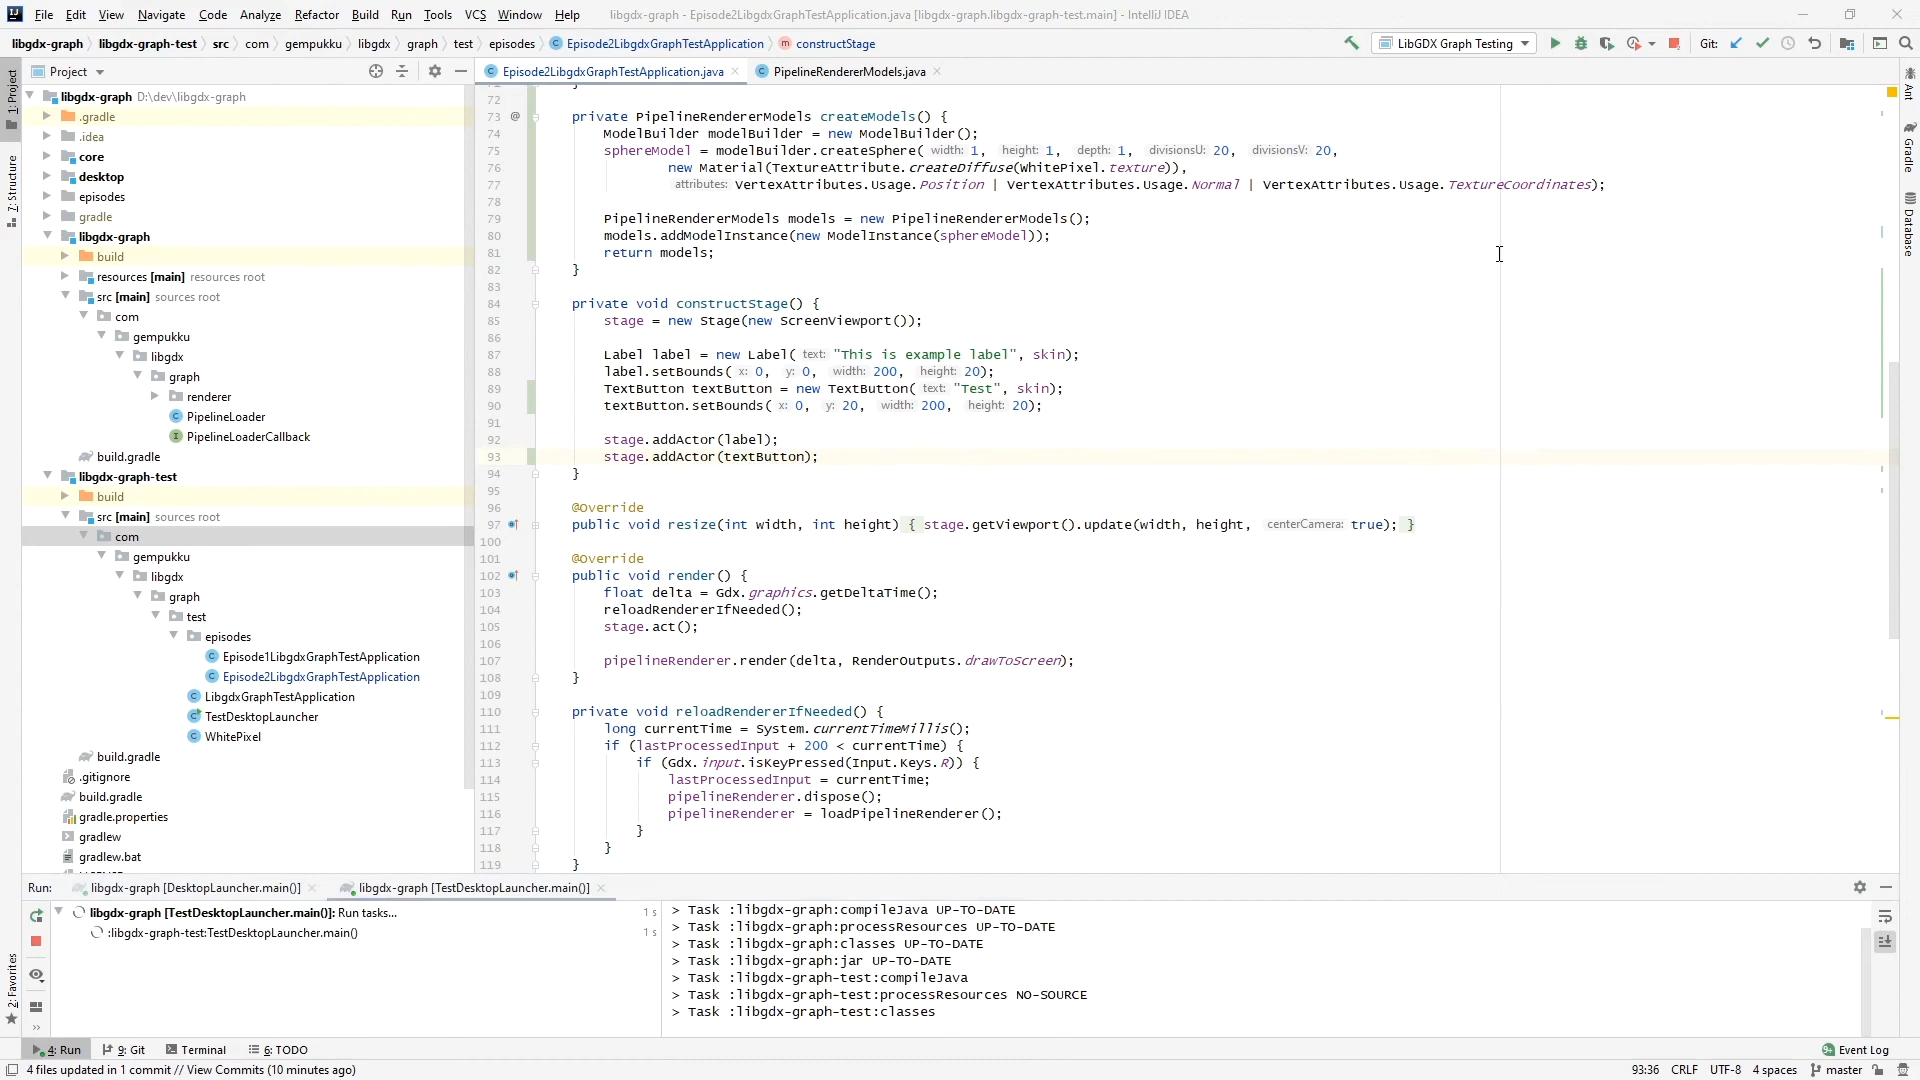 File Edit View Navigate Code Analyze Refactor Build Run Tools VCS Window Help libgdx-graph - Episode2LibgdxGraphTestApplication.java [libgdx-graph.libgdx-graph-test.main] - IntelliJ IDEA
libgdx-graph libgdx-graph-test src com gempukku libgdx graph test episodes Episode2LibgdxGraphTestApplication constructStage LibGDX Graph Testing Git:
Project Episode2LibgdxGraphTestApplication.java PipelineRendererModels.java
1: Project
7: Structure
2: Favorites
Ant
Gradle
Database
libgdx-graph D:\dev\libgdx-graph
.gradle
.idea
core
desktop
episodes
gradle
libgdx-graph
build
resources [main] resources root
src [main] sources root
com
gempukku
libgdx
graph
renderer
PipelineLoader
PipelineLoaderCallback
build.gradle
libgdx-graph-test
build
src [main] sources root
com
gempukku
libgdx
graph
test
episodes
Episode1LibgdxGraphTestApplication
Episode2LibgdxGraphTestApplication
LibgdxGraphTestApplication
TestDesktopLauncher
WhitePixel
build.gradle
.gitignore
build.gradle
gradle.properties
gradlew
gradlew.bat
72
73 @ private PipelineRendererModels createModels() {
74 ModelBuilder modelBuilder = new ModelBuilder();
75 sphereModel = modelBuilder.createSphere( width: 1, height: 1, depth: 1, divisionsU: 20, divisionsV: 20,
76 new Material(TextureAttribute.createDiffuse(WhitePixel.texture)),
77 attributes: VertexAttributes.Usage.Position | VertexAttributes.Usage.Normal | VertexAttributes.Usage.TextureCoordinates);
78
79 PipelineRendererModels models = new PipelineRendererModels();
80 models.addModelInstance(new ModelInstance(sphereModel));
81 return models;
82 }
83
84 private void constructStage() {
85 stage = new Stage(new ScreenViewport());
86
87 Label label = new Label( text: "This is example label", skin);
88 label.setBounds( x: 0, y: 0, width: 200, height: 20);
89 TextButton textButton = new TextButton( text: "Test", skin);
90 textButton.setBounds( x: 0, y: 20, width: 200, height: 20);
91
92 stage.addActor(label);
93 stage.addActor(textButton);
94 }
95
96 @Override
97 public void resize(int width, int height) { stage.getViewport().update(width, height, centerCamera: true); }
100
101 @Override
102 public void render() {
103 float delta = Gdx.graphics.getDeltaTime();
104 reloadRendererIfNeeded();
105 stage.act();
106
107 pipelineRenderer.render(delta, RenderOutputs.drawToScreen);
108 }
109
110 private void reloadRendererIfNeeded() {
111 long currentTime = System.currentTimeMillis();
112 if (lastProcessedInput + 200 < currentTime) {
113 if (Gdx.input.isKeyPressed(Input.Keys.R)) {
114 lastProcessedInput = currentTime;
115 pipelineRenderer.dispose();
116 pipelineRenderer = loadPipelineRenderer();
117 }
118 }
119 }
Run: libgdx-graph [DesktopLauncher.main()] libgdx-graph [TestDesktopLauncher.main()]
libgdx-graph [TestDesktopLauncher.main()]: Run tasks... 1 s
:libgdx-graph-test:TestDesktopLauncher.main() 1 s
> Task :libgdx-graph:compileJava UP-TO-DATE
> Task :libgdx-graph:processResources UP-TO-DATE
> Task :libgdx-graph:classes UP-TO-DATE
> Task :libgdx-graph:jar UP-TO-DATE
> Task :libgdx-graph-test:compileJava
> Task :libgdx-graph-test:processResources NO-SOURCE
> Task :libgdx-graph-test:classes
4: Run 9: Git Terminal 6: TODO Event Log
4 files updated in 1 commit // View Commits (10 minutes ago) 93:36 CRLF UTF-8 4 spaces master